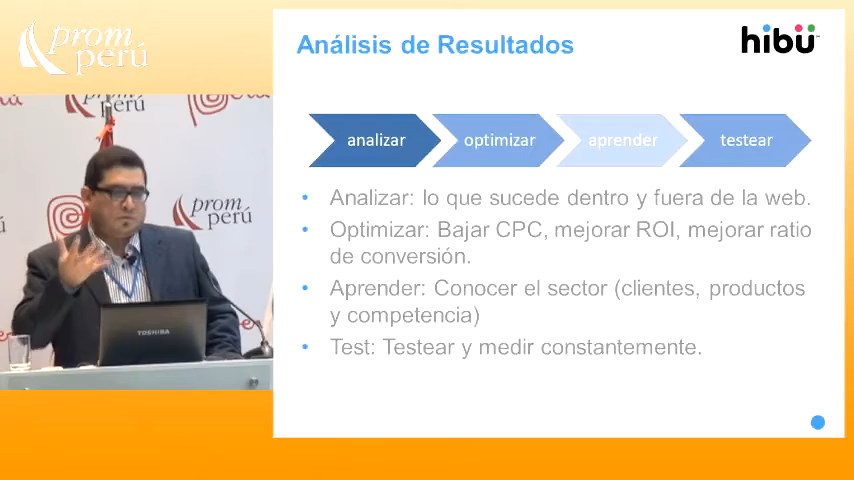 prom
perú
Análisis de Resultados
hibü
analizar
optimizar
aprender
testear
• Analizar: lo que sucede dentro y fuera de la web.
• Optimizar: Bajar CPC, mejorar ROI, mejorar ratio
de conversión.
• Aprender: Conocer el sector (clientes, productos
y competencia)
• Test: Testear y medir constantemente.
prom
perú
prom
perú
TOSHIBA